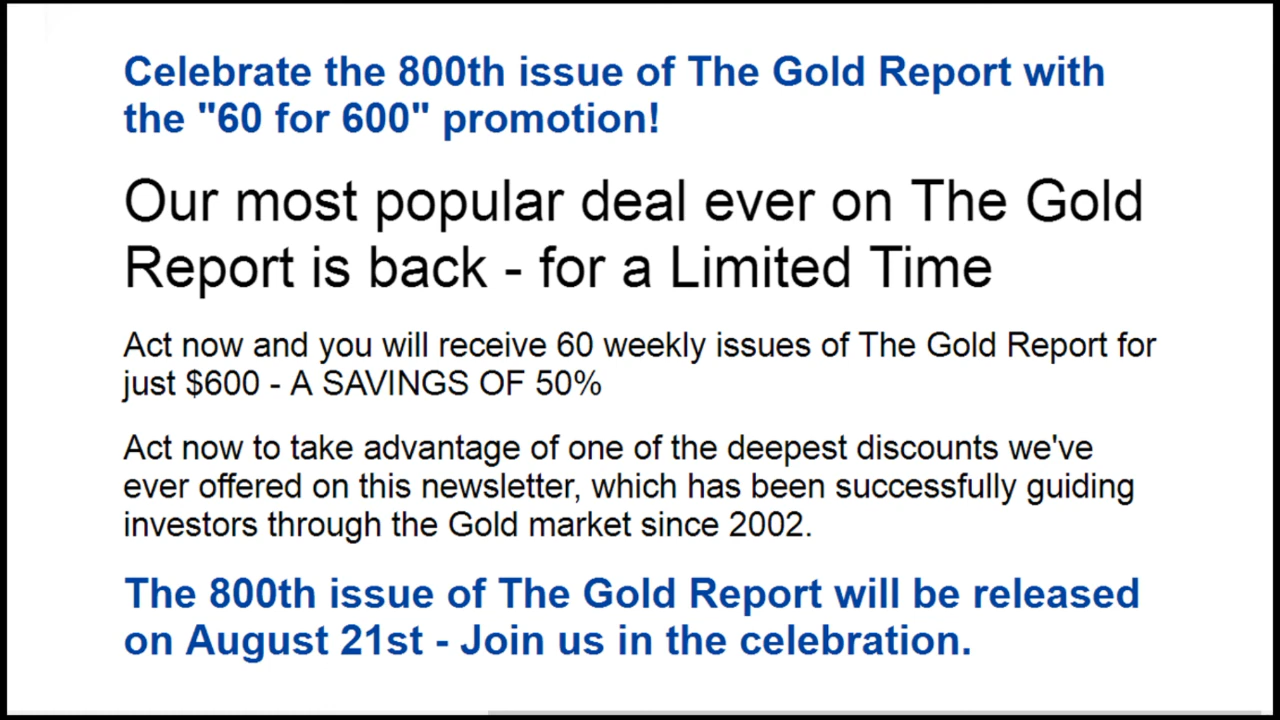 Celebrate the 800th issue of The Gold Report with
the "60 for 600" promotion!
Our most popular deal ever on The Gold
Report is back - for a Limited Time
Act now and you will receive 60 weekly issues of The Gold Report for
just $600 - A SAVINGS OF 50%
Act now to take advantage of one of the deepest discounts we've
ever offered on this newsletter, which has been successfully guiding
investors through the Gold market since 2002.
The 800th issue of The Gold Report will be released
on August 21st - Join us in the celebration.